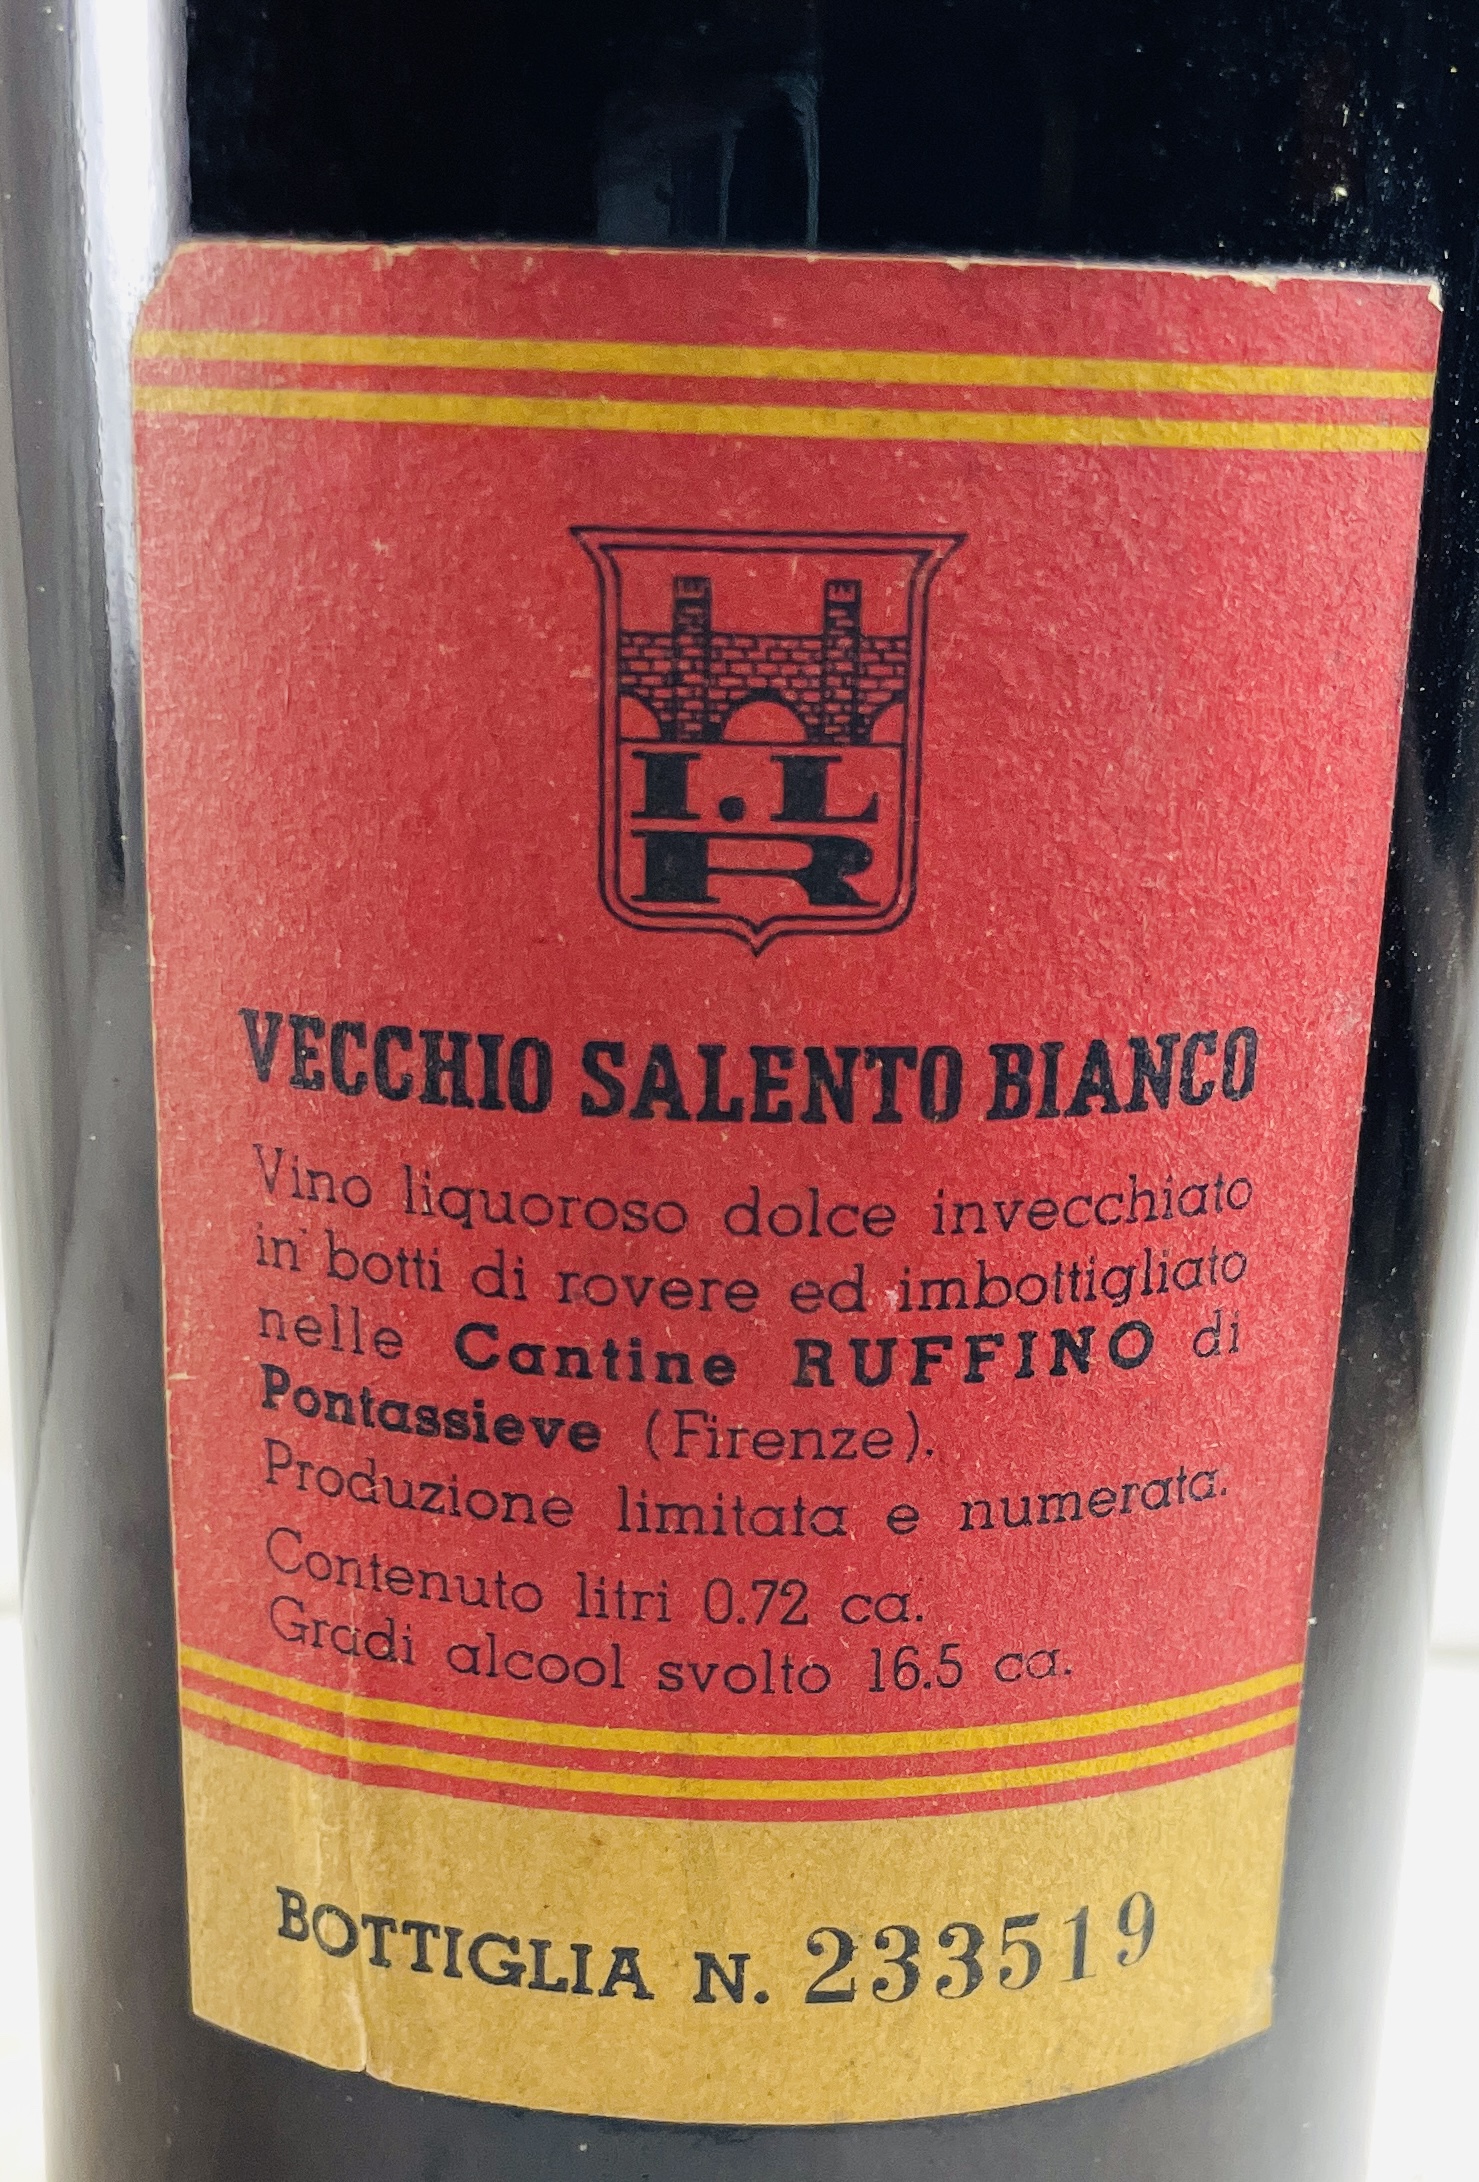 I.L
R
VECCHIO SALENTO BIANCO
Vino liquoroso dolce invecchiato
in botti di rovere ed imbottigliato
nelle Cantine RUFFINO di
Pontassieve (Firenze).
Produzione limitata e numerata.
Contenuto litri 0.72 ca.
Gradi alcool svolto 16.5 ca.
BOTTIGLIA N. 233519